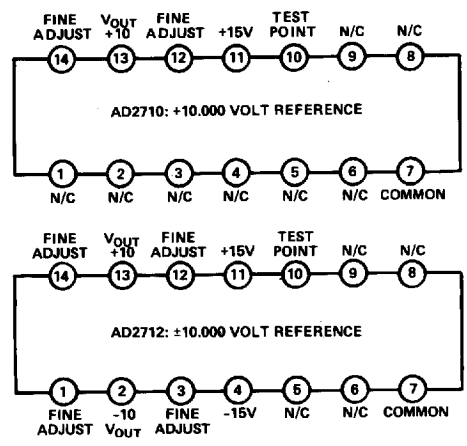 FINE ADJUST VOUT +10 FINE ADJUST +15V TEST POINT N/C N/C
14 13 12 11 10 9 8
AD2710: +10.000 VOLT REFERENCE
1 2 3 4 5 6 7
N/C N/C N/C N/C N/C N/C COMMON
FINE ADJUST VOUT +10 FINE ADJUST +15V TEST POINT N/C N/C
14 13 12 11 10 9 8
AD2712: ±10.000 VOLT REFERENCE
1 2 3 4 5 6 7
FINE ADJUST -10 VOUT FINE ADJUST -15V N/C N/C COMMON